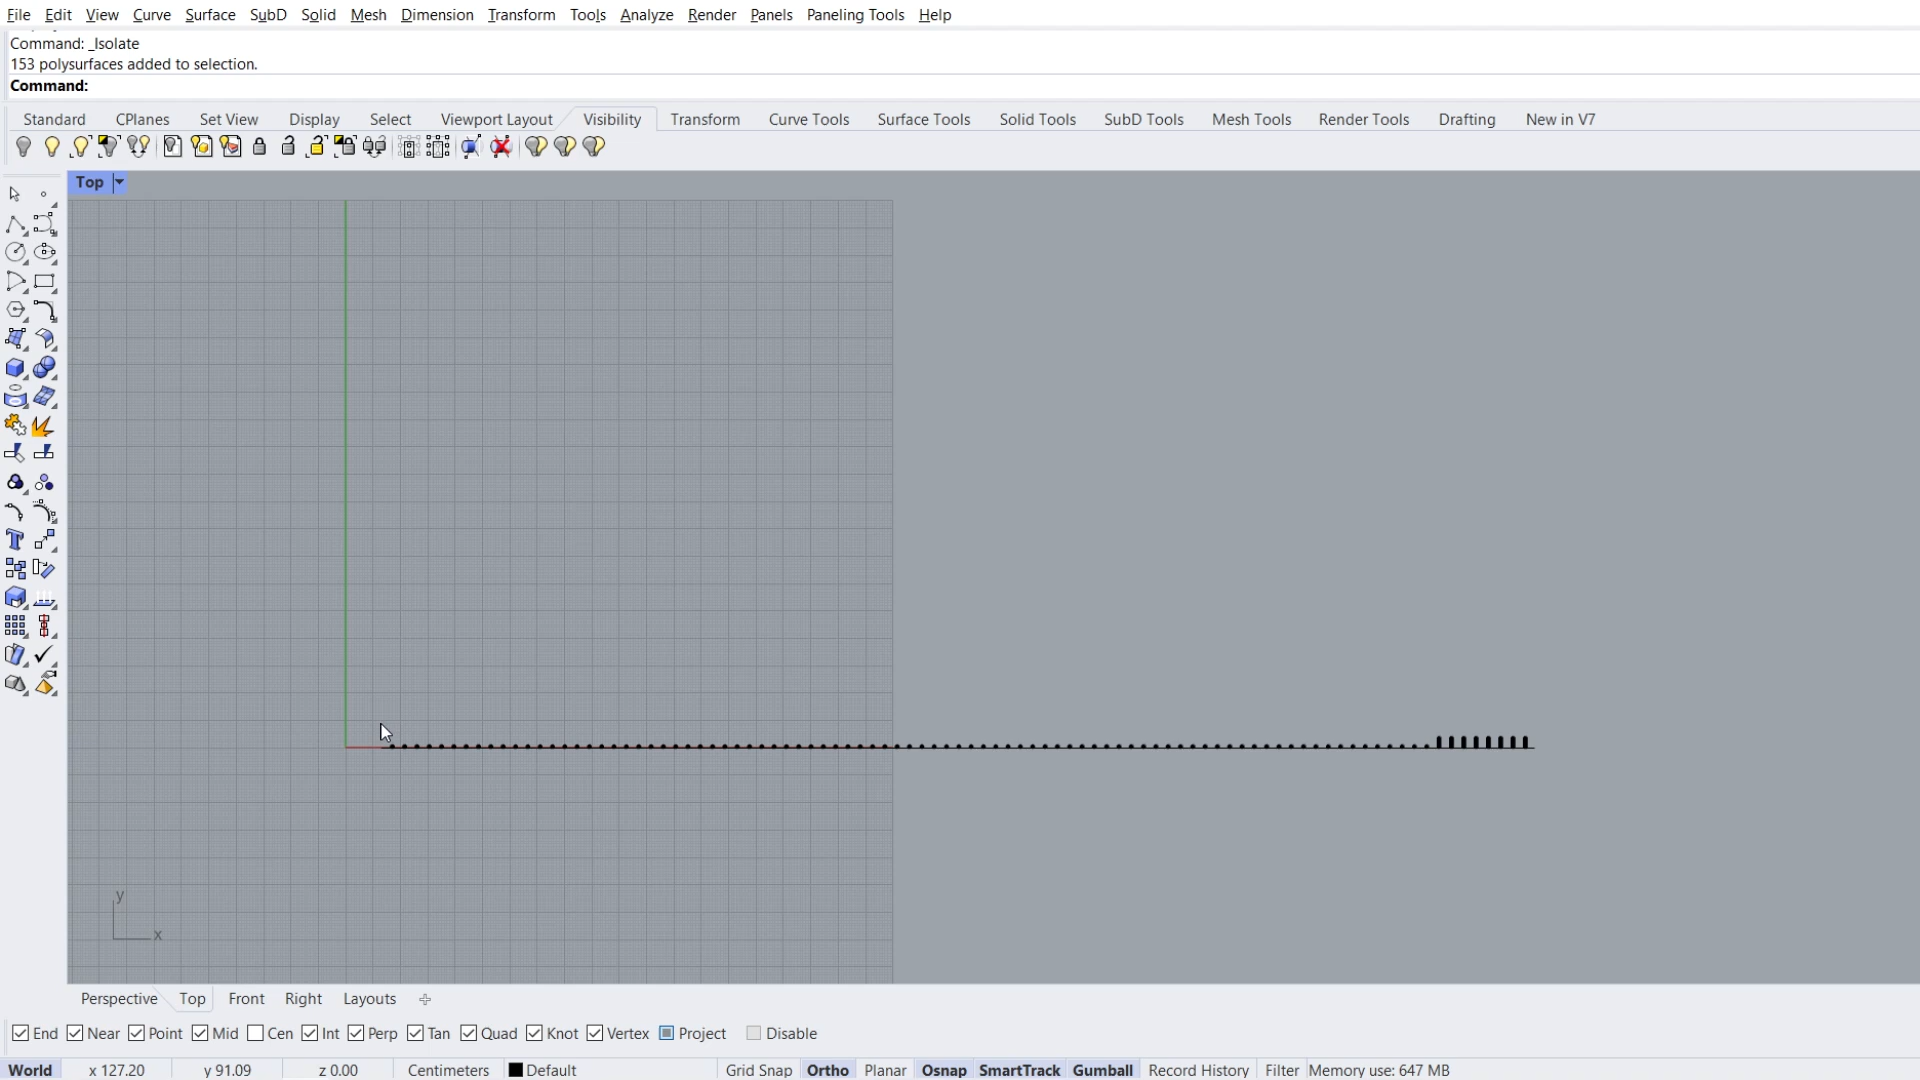 File Edit View Curve Surface SubD Solid Mesh Dimension Transform Tools Analyze Render Panels Paneling Tools Help
Command: _Isolate
153 polysurfaces added to selection.
Command:
Standard CPlanes Set View Display Select Viewport Layout Visibility Transform Curve Tools Surface Tools Solid Tools SubD Tools Mesh Tools Render Tools Drafting New in V7
Top
y
x
Perspective Top Front Right Layouts
End Near Point Mid Cen Int Perp Tan Quad Knot Vertex Project Disable
World x 127.20 y 91.09 z 0.00 Centimeters Default Grid Snap Ortho Planar Osnap SmartTrack Gumball Record History Filter Memory use: 647 MB